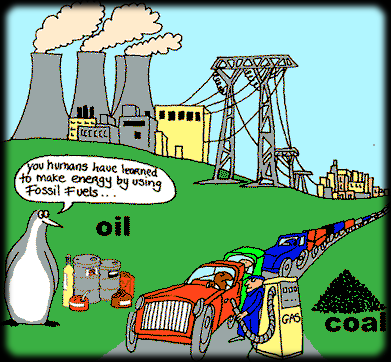 you humans have learned
to make energy by using
Fossil Fuels...
oil
GAS
coal